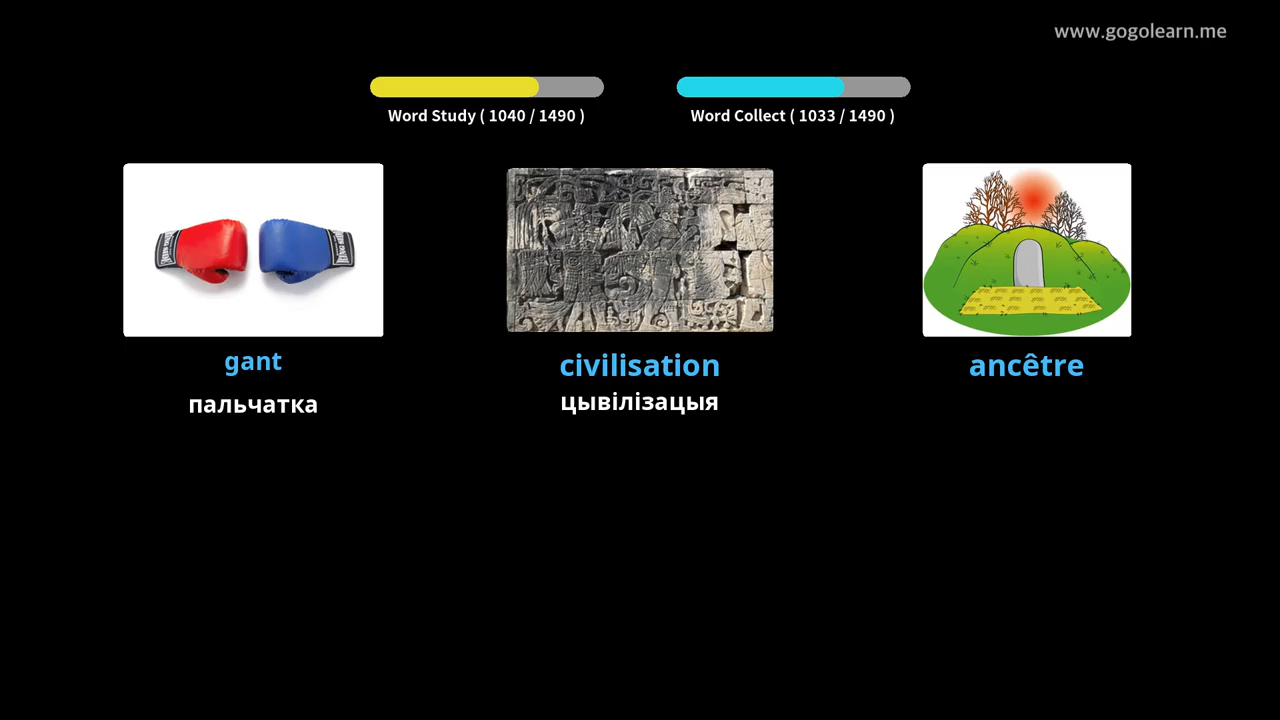 www.gogolearn.me
Word Study ( 1040 / 1490 )
Word Collect ( 1033 / 1490 )
gant
пальчатка
civilisation
цывілізацыя
ancêtre